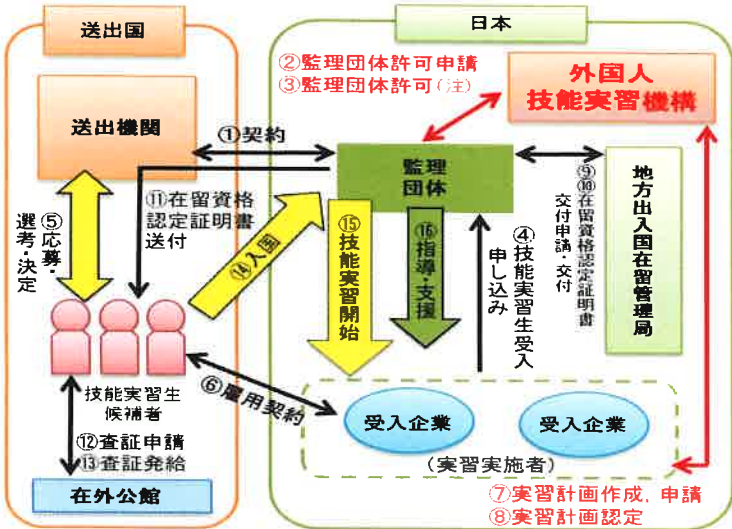 送出国
日本
送出機関
②監理団体許可申請
③監理団体許可(注)
外国人
技能実習機構
①契約
監理
団体
⑤応募・
選考・決定
⑪在留資格
認定証明書
送付
⑭入国
⑮技能実習開始
⑯指導・支援
④技能実習生受入
申し込み
⑨⑩在留資格認定証明書
交付申請・交付
地方出入国在留管理局
技能実習生
候補者
⑥雇用契約
受入企業
受入企業
(実習実施者)
⑫査証申請
⑬査証発給
在外公館
⑦実習計画作成, 申請
⑧実習計画認定